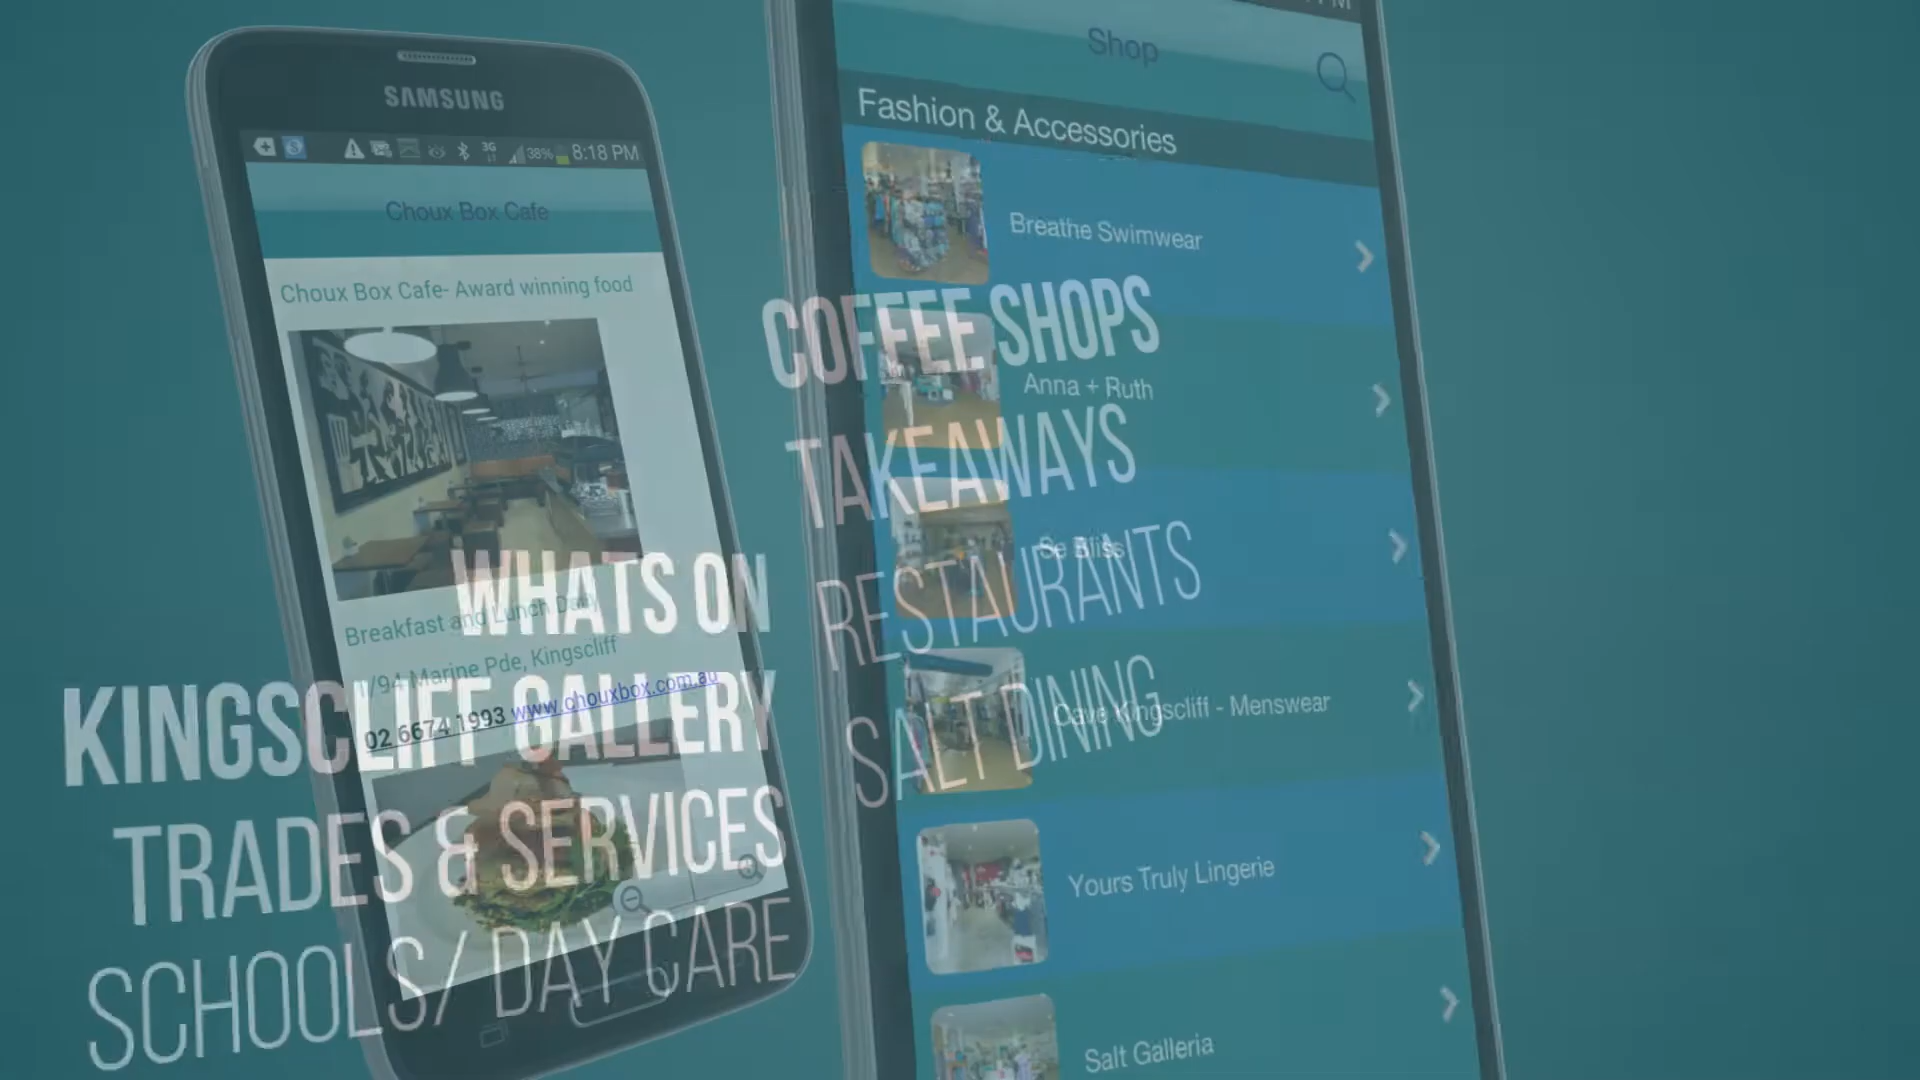 SAMSUNG
38% 8:18 PM
3G
Choux Box Cafe
Choux Box Cafe- Award winning food
Breakfast and Lunch Daily
1/94 Marine Pde, Kingscliff
02 6674 1993 www.chouxbox.com.au
WHATS ON
KINGSCLIFF GALLERY
TRADES & SERVICES
SCHOOLS/ DAY CARE
COFFEE SHOPS
TAKEAWAYS
RESTAURANTS
SALT DINING
PM
Shop
Fashion & Accessories
Breathe Swimwear
Anna + Ruth
Se Bliss
Cave Kingscliff - Menswear
Yours Truly Lingerie
Salt Galleria